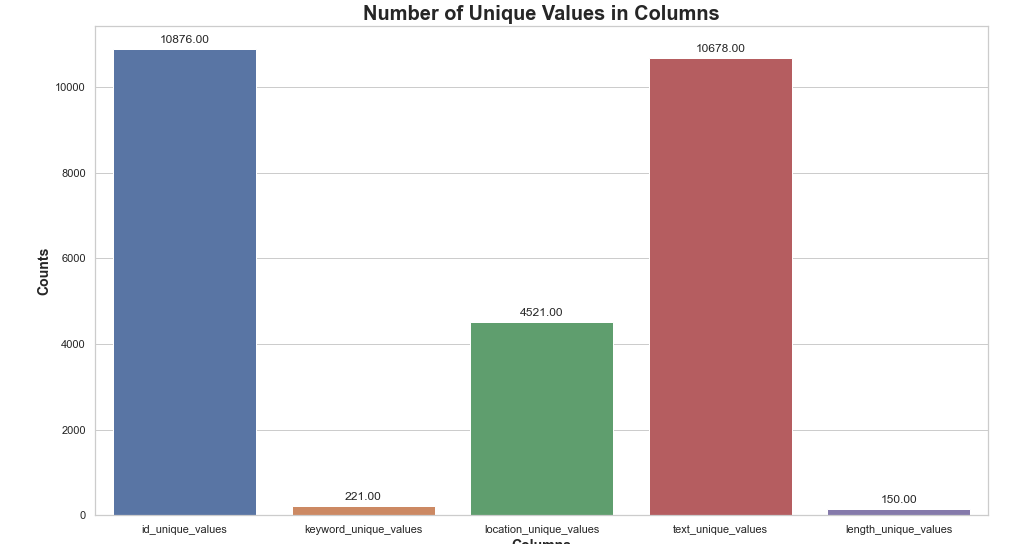 Number of Unique Values in Columns
10876.00
10678.00
10000
8000
6000
Counts
4521.00
4000
2000
221.00
150.00
0
id_unique_values keyword_unique_values location_unique_values text_unique_values length_unique_values
Columns